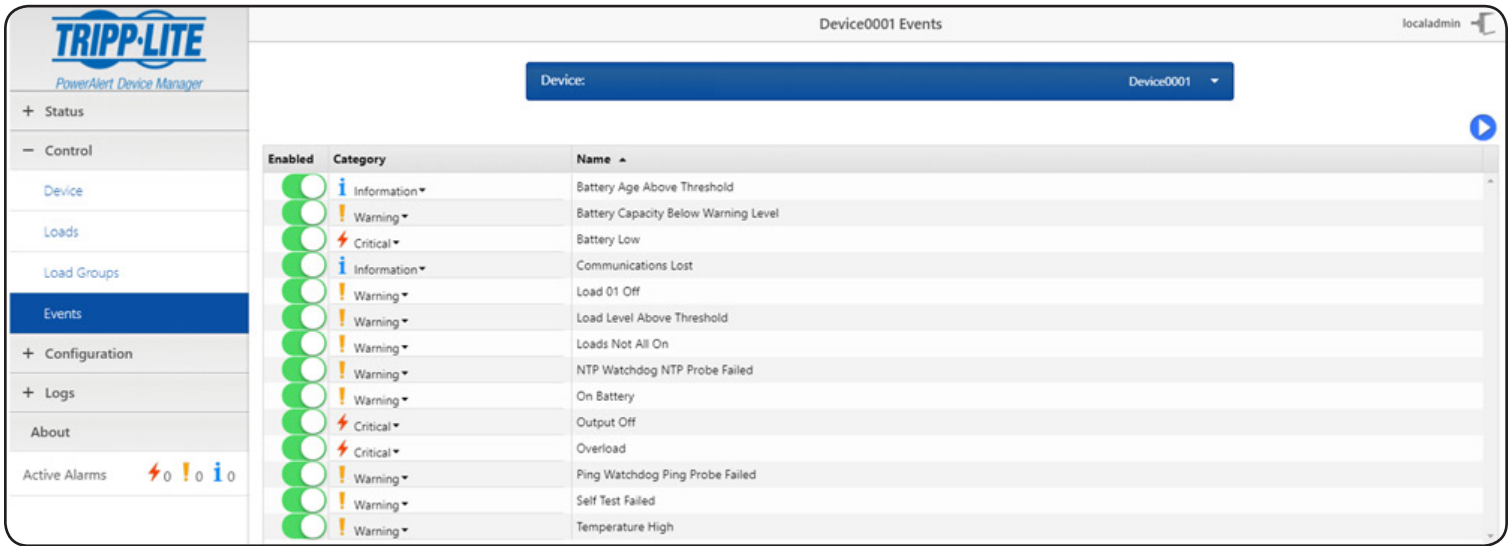 TRIPP·LITE
PowerAlert Device Manager
Device0001 Events
localadmin
Device: Device0001
+ Status
− Control
Device
Loads
Load Groups
Events
+ Configuration
+ Logs
About
Active Alarms 0 0 0
Enabled Category Name
Information Battery Age Above Threshold
Warning Battery Capacity Below Warning Level
Critical Battery Low
Information Communications Lost
Warning Load 01 Off
Warning Load Level Above Threshold
Warning Loads Not All On
Warning NTP Watchdog NTP Probe Failed
Warning On Battery
Critical Output Off
Critical Overload
Warning Ping Watchdog Ping Probe Failed
Warning Self Test Failed
Warning Temperature High